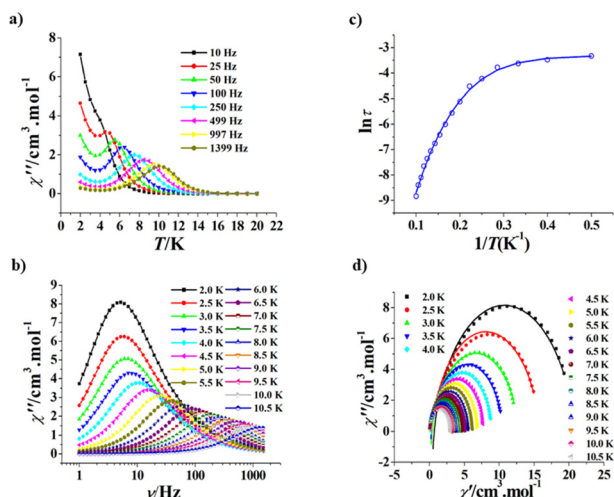 a)
χ''/cm³.mol⁻¹
8
6
4
2
0
0 2 4 6 8 10 12 14 16 18 20 22
T/K
10 Hz
25 Hz
50 Hz
100 Hz
250 Hz
499 Hz
997 Hz
1399 Hz
c)
lnτ
-3
-4
-5
-6
-7
-8
-9
0.1 0.2 0.3 0.4 0.5
1/T(K⁻¹)
b)
χ''/cm³.mol⁻¹
9
8
7
6
5
4
3
2
1
0
1 10 100 1000
ν/Hz
2.0 K 6.0 K
2.5 K 6.5 K
3.0 K 7.0 K
3.5 K 7.5 K
4.0 K 8.0 K
4.5 K 8.5 K
5.0 K 9.0 K
5.5 K 9.5 K
10.0 K
10.5 K
d)
χ''/cm³.mol⁻¹
8
6
4
2
0
-5 0 5 10 15 20 25
χ'/cm³.mol⁻¹
2.0 K
2.5 K
3.0 K
3.5 K
4.0 K
4.5 K
5.0 K
5.5 K
6.0 K
6.5 K
7.0 K
7.5 K
8.0 K
8.5 K
9.0 K
9.5 K
10.0 K
10.5 K